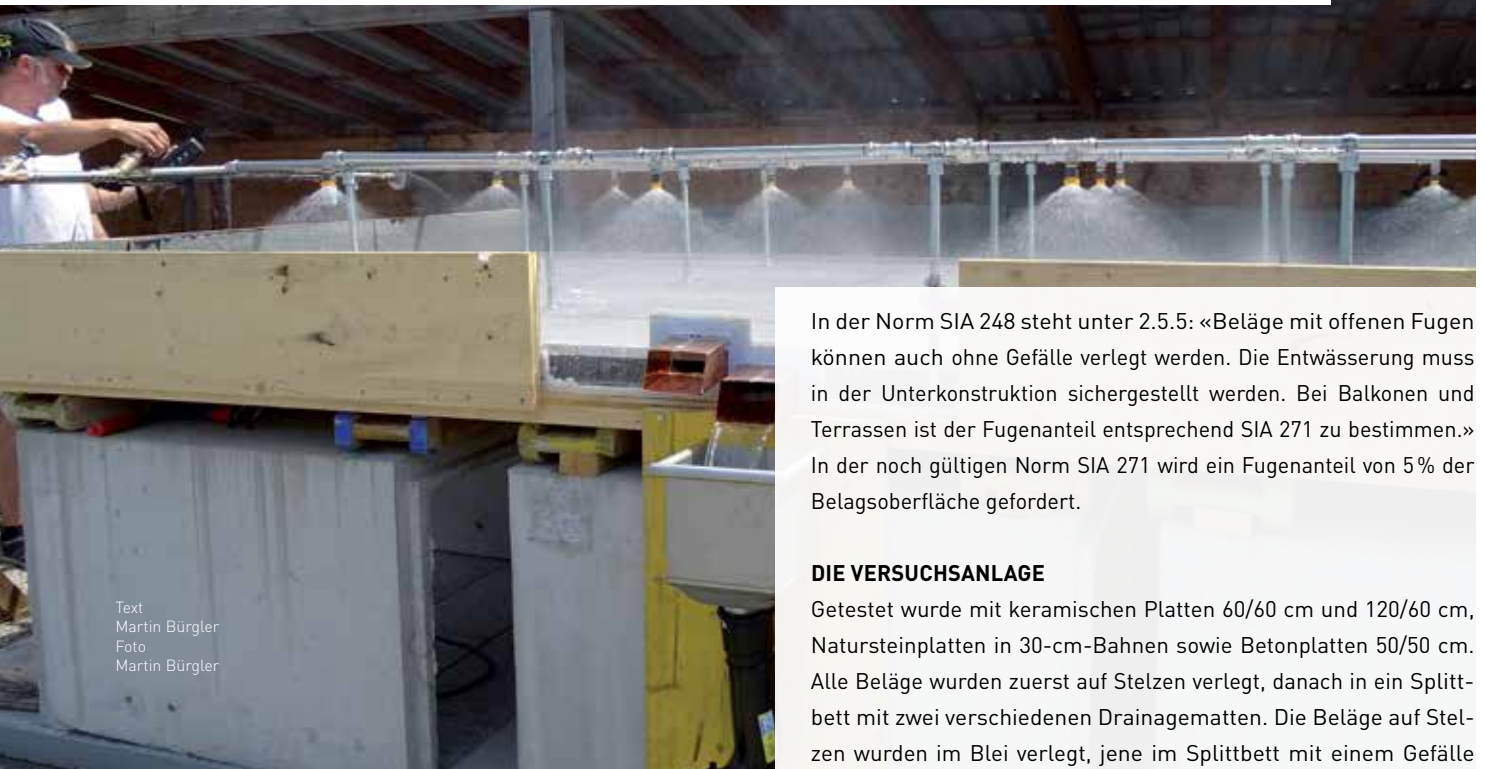 In der Norm SIA 248 steht unter 2.5.5: «Beläge mit offenen Fugen
können auch ohne Gefälle verlegt werden. Die Entwässerung muss
in der Unterkonstruktion sichergestellt werden. Bei Balkonen und
Terrassen ist der Fugenanteil entsprechend SIA 271 zu bestimmen.»
In der noch gültigen Norm SIA 271 wird ein Fugenanteil von 5 % der
Belagsoberfläche gefordert.
DIE VERSUCHSANLAGE
Getestet wurde mit keramischen Platten 60/60 cm und 120/60 cm,
Natursteinplatten in 30-cm-Bahnen sowie Betonplatten 50/50 cm.
Alle Beläge wurden zuerst auf Stelzen verlegt, danach in ein Splitt-
bett mit zwei verschiedenen Drainagematten. Die Beläge auf Stel-
zen wurden im Blei verlegt, jene im Splittbett mit einem Gefälle
Text
Martin Bürgler
Foto
Martin Bürgler